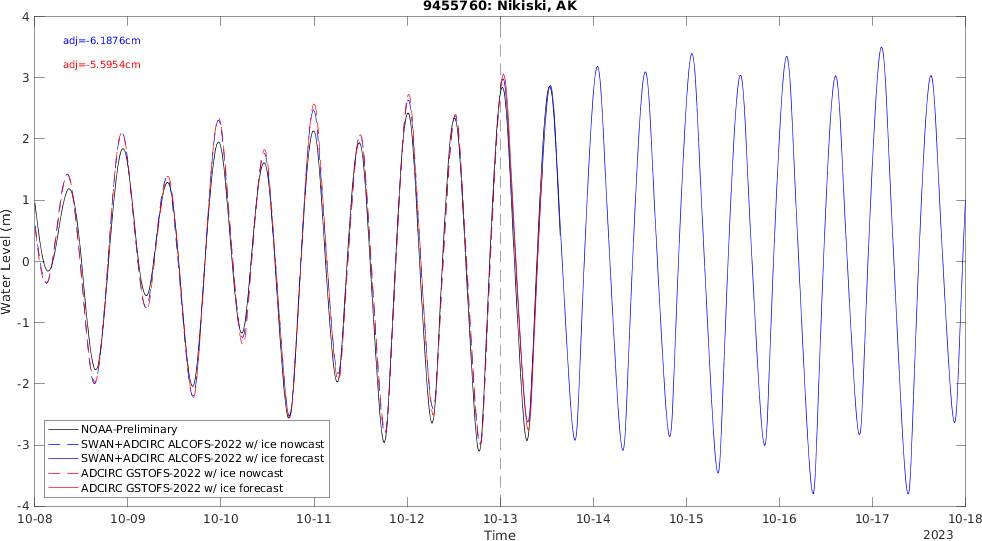 9455760: Nikiski, AK
adj=-6.1876cm
adj=-5.5954cm
Water Level (m)
4
3
2
1
0
-1
-2
-3
-4
NOAA-Preliminary
SWAN+ADCIRC ALCOFS-2022 w/ ice nowcast
SWAN+ADCIRC ALCOFS-2022 w/ ice forecast
ADCIRC GSTOFS-2022 w/ ice nowcast
ADCIRC GSTOFS-2022 w/ ice forecast
10-08 10-09 10-10 10-11 10-12 10-13 10-14 10-15 10-16 10-17 10-18
Time
2023